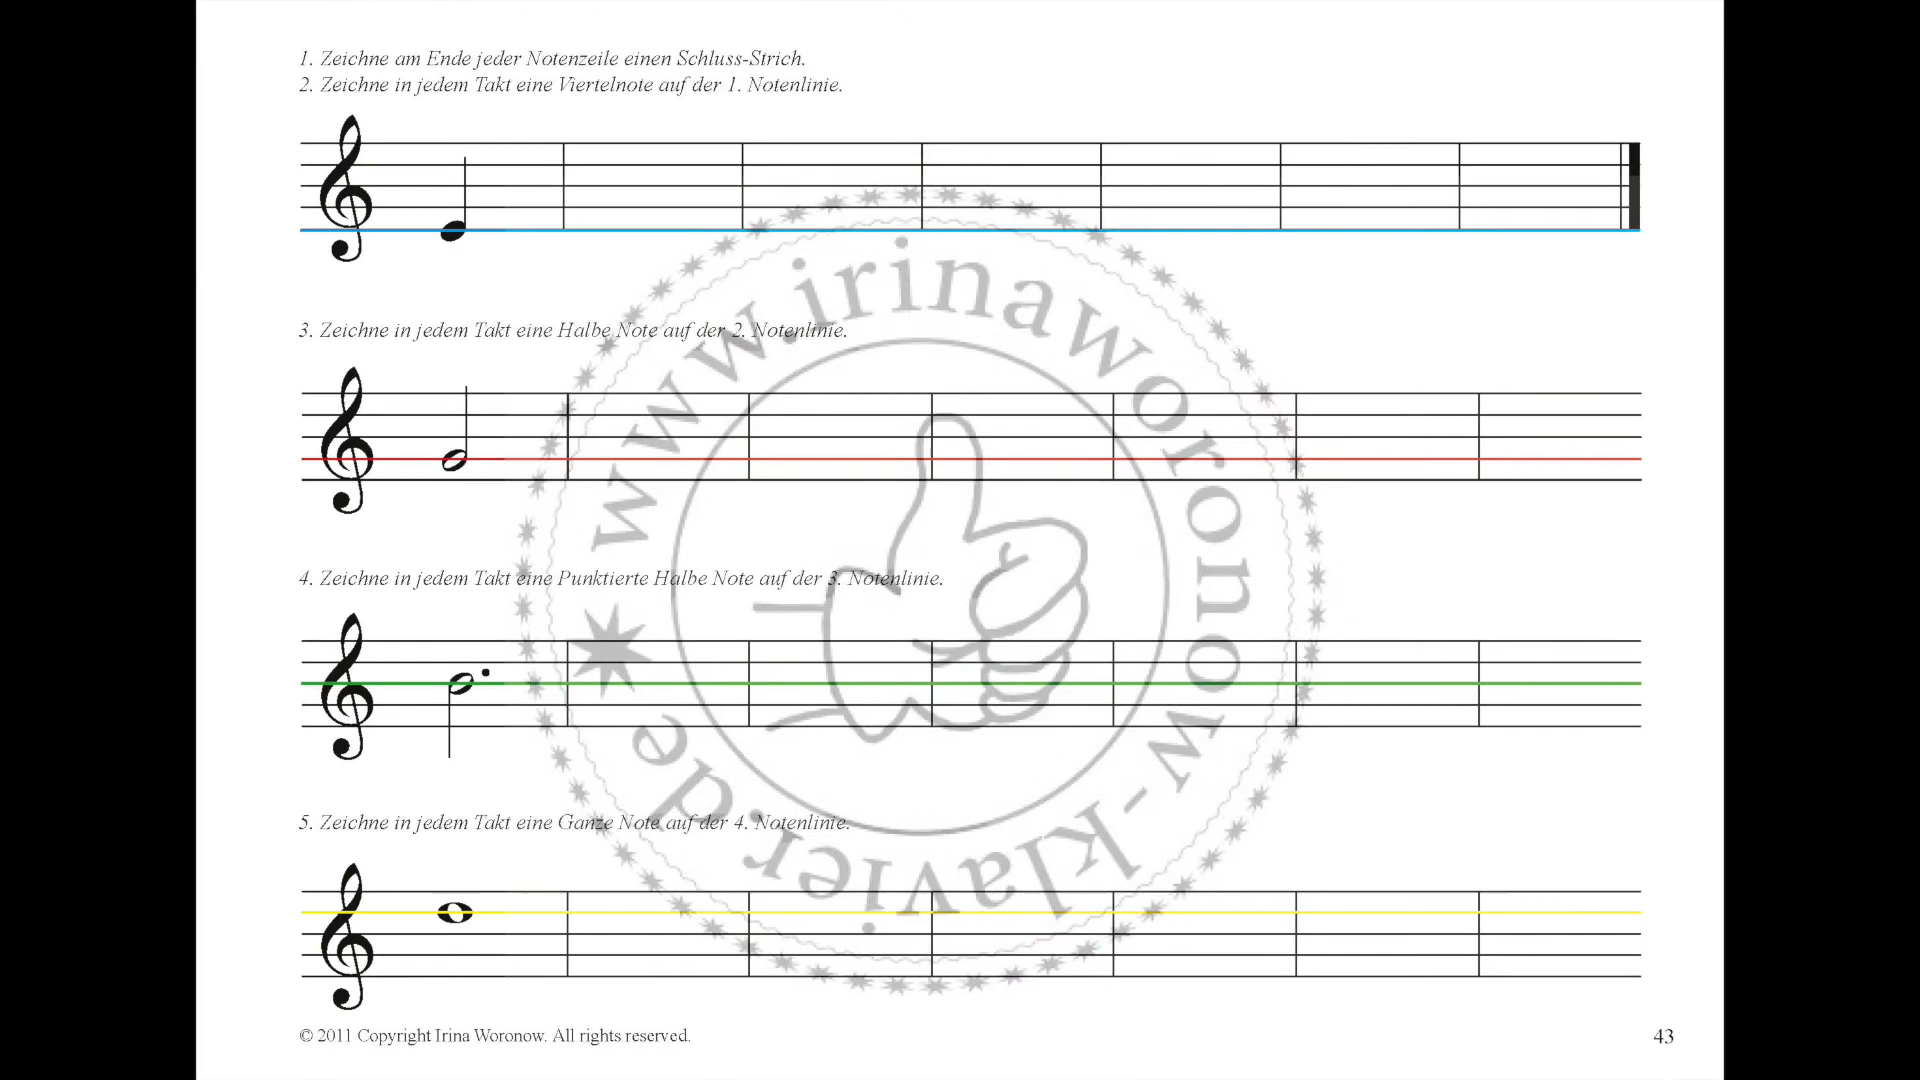 1. Zeichne am Ende jeder Notenzeile einen Schluss-Strich.
2. Zeichne in jedem Takt eine Viertelnote auf der 1. Notenlinie.
3. Zeichne in jedem Takt eine Halbe Note auf der 2. Notenlinie.
4. Zeichne in jedem Takt eine Punktierte Halbe Note auf der 3. Notenlinie.
5. Zeichne in jedem Takt eine Ganze Note auf der 4. Notenlinie.
www.irinaworonow-klavier.de
© 2011 Copyright Irina Woronow. All rights reserved.
43